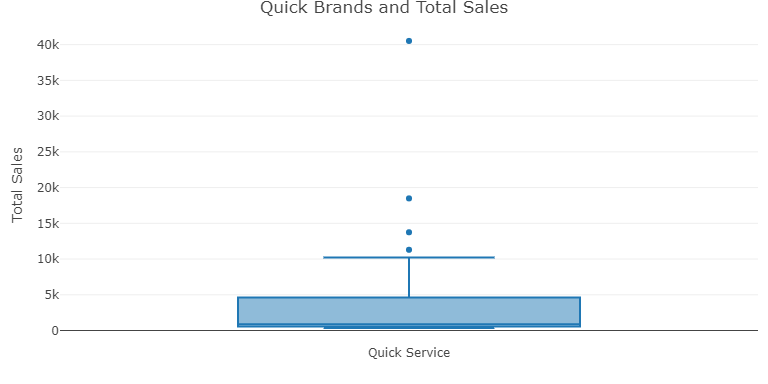 Quick Brands and Total Sales
40k
35k
30k
25k
20k
15k
10k
5k
0
Total Sales
Quick Service